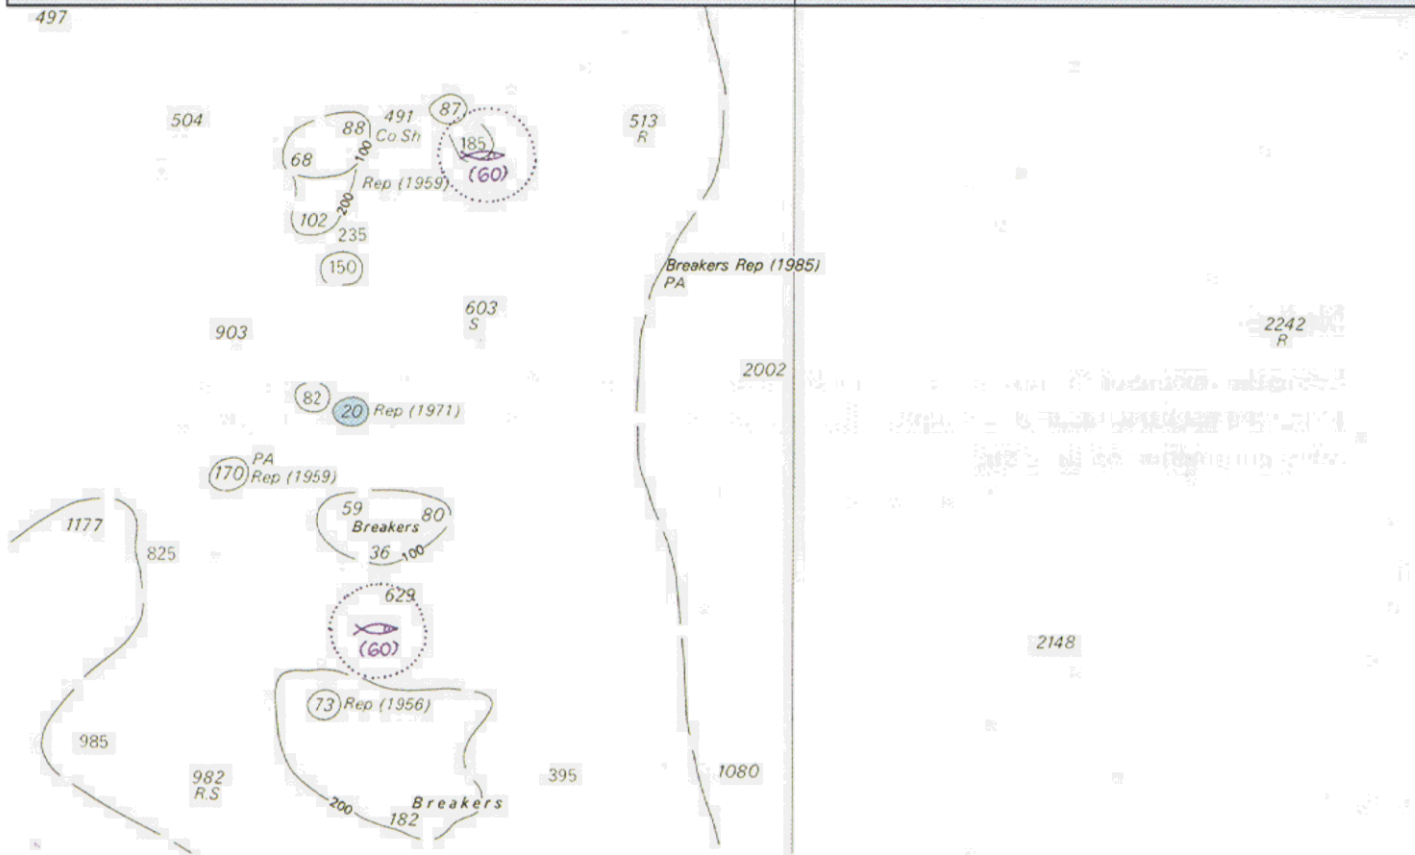 497
504
88
491
Co.Sh
87
185
(60)
513
R
68
100
Rep (1959)
200
102
235
150
Breakers Rep (1985)
PA
603
S
903
2242
R
2002
82
20 Rep (1971)
PA
170 Rep (1959)
59
80
Breakers
36
100
1177
825
629
(60)
2148
73 Rep (1956)
985
982
R.S
395
1080
200
Breakers
182